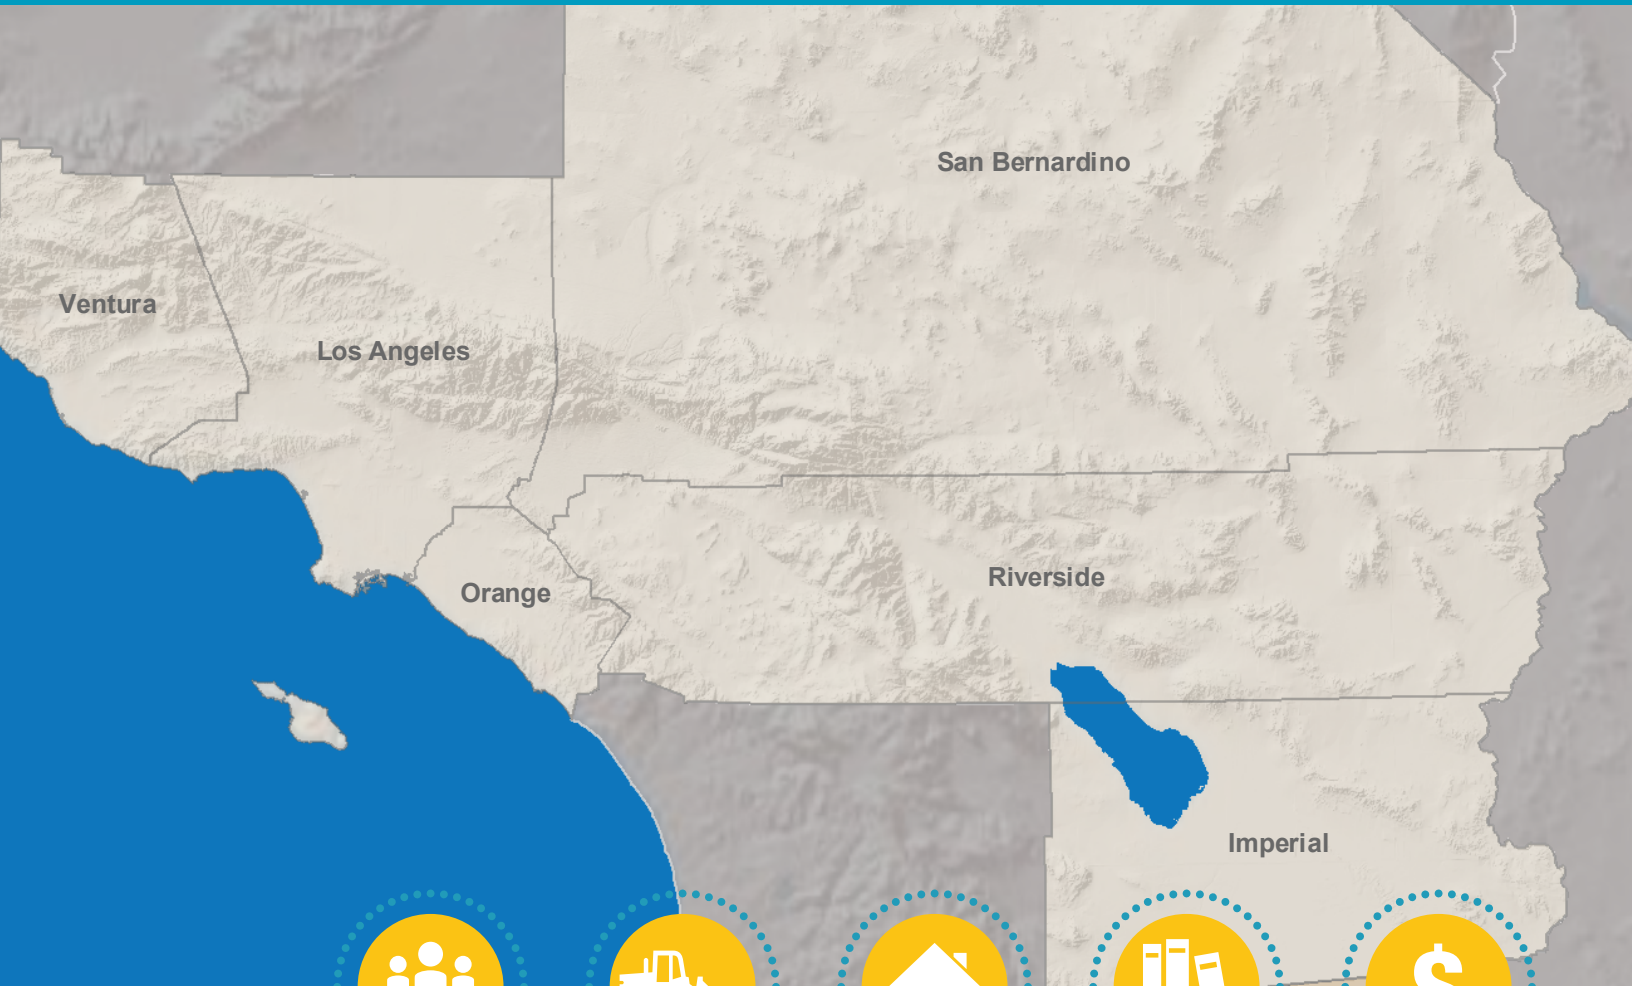 San Bernardino
Ventura
Los Angeles
Riverside
Orange
Imperial
$